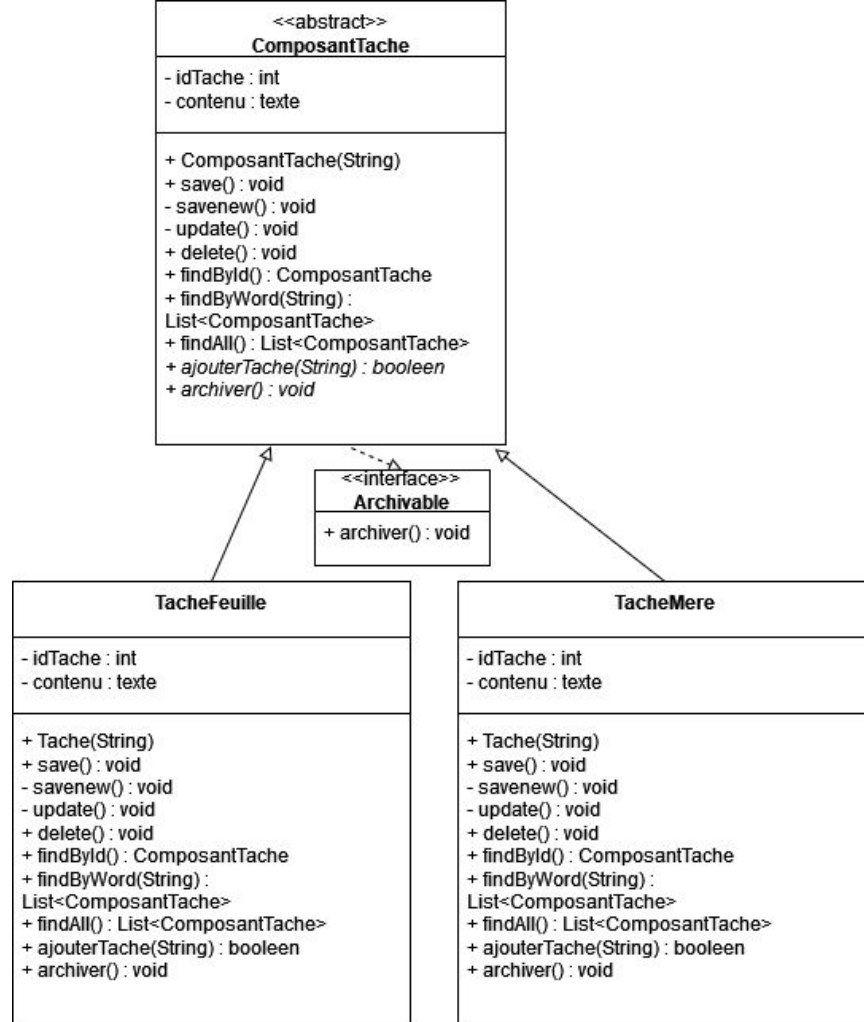 <<abstract>>
ComposantTache
- idTache : int
- contenu : texte
+ ComposantTache(String)
+ save() : void
- savenew() : void
- update() : void
+ delete() : void
+ findById() : ComposantTache
+ findByWord(String) :
List<ComposantTache>
+ findAll() : List<ComposantTache>
+ ajouterTache(String) : booleen
+ archiver() : void
<<interface>>
Archivable
+ archiver() : void
TacheFeuille
- idTache : int
- contenu : texte
+ Tache(String)
+ save() : void
- savenew() : void
- update() : void
+ delete() : void
+ findById() : ComposantTache
+ findByWord(String) :
List<ComposantTache>
+ findAll() : List<ComposantTache>
+ ajouterTache(String) : booleen
+ archiver() : void
TacheMere
- idTache : int
- contenu : texte
+ Tache(String)
+ save() : void
- savenew() : void
- update() : void
+ delete() : void
+ findById() : ComposantTache
+ findByWord(String) :
List<ComposantTache>
+ findAll() : List<ComposantTache>
+ ajouterTache(String) : booleen
+ archiver() : void